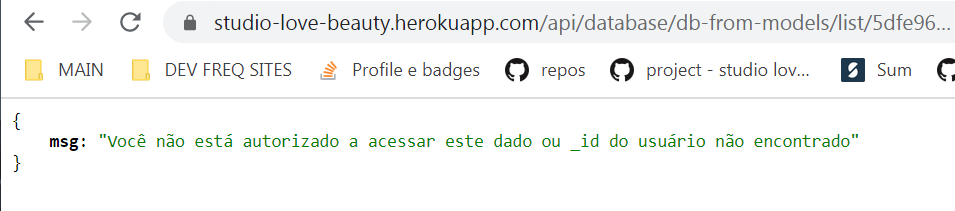 studio-love-beauty.herokuapp.com/api/database/db-from-models/list/5dfe96...
MAIN DEV FREQ SITES Profile e badges repos project - studio lov... Sum
{
msg: "Você não está autorizado a acessar este dado ou _id do usuário não encontrado"
}